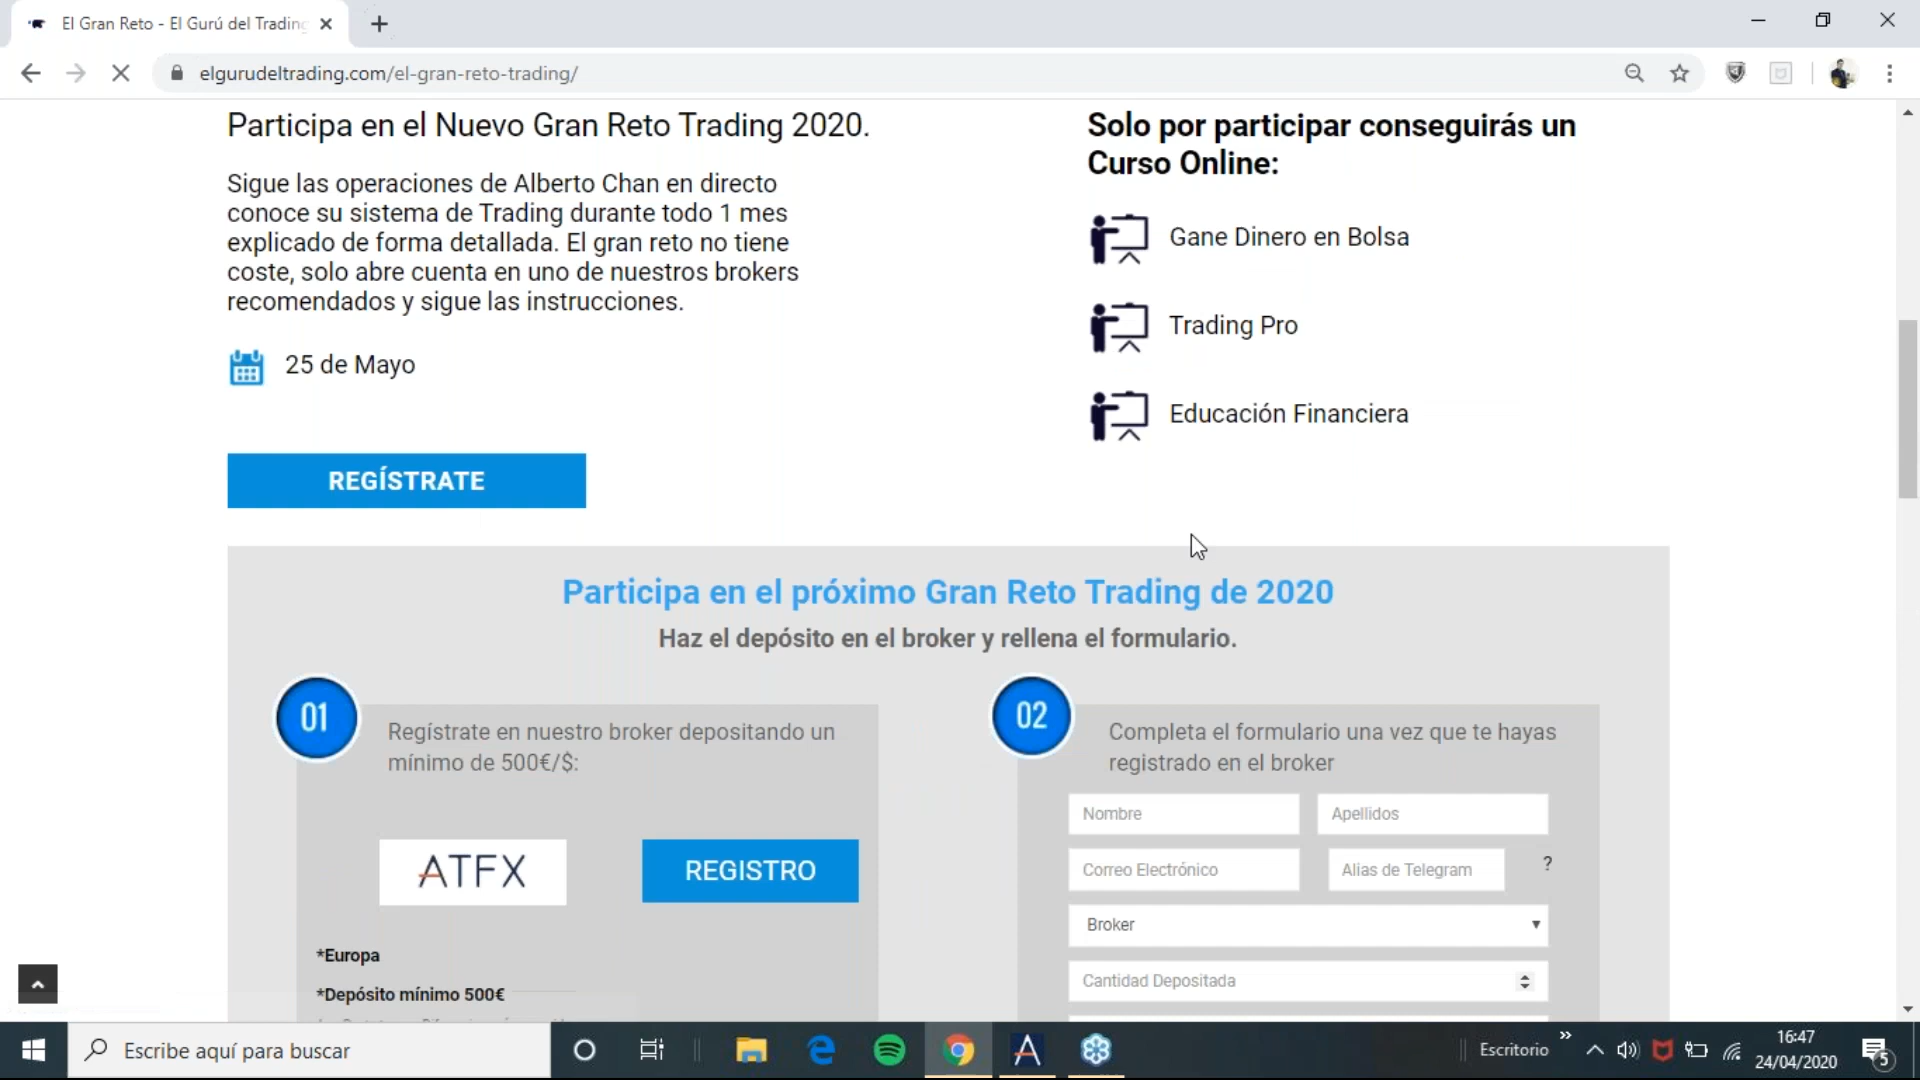 El Gran Reto - El Gurú del Trading
elgurudeltrading.com/el-gran-reto-trading/
Participa en el Nuevo Gran Reto Trading 2020.
Sigue las operaciones de Alberto Chan en directo
conoce su sistema de Trading durante todo 1 mes
explicado de forma detallada. El gran reto no tiene
coste, solo abre cuenta en uno de nuestros brokers
recomendados y sigue las instrucciones.
25 de Mayo
REGÍSTRATE
Solo por participar conseguirás un
Curso Online:
Gane Dinero en Bolsa
Trading Pro
Educación Financiera
Participa en el próximo Gran Reto Trading de 2020
Haz el depósito en el broker y rellena el formulario.
01
Regístrate en nuestro broker depositando un
mínimo de 500€/$:
ATFX
REGISTRO
*Europa
*Depósito mínimo 500€
02
Completa el formulario una vez que te hayas
registrado en el broker
Nombre
Apellidos
Correo Electrónico
Alias de Telegram
?
Broker
Cantidad Depositada
Escribe aquí para buscar
Escritorio
16:47
24/04/2020
5